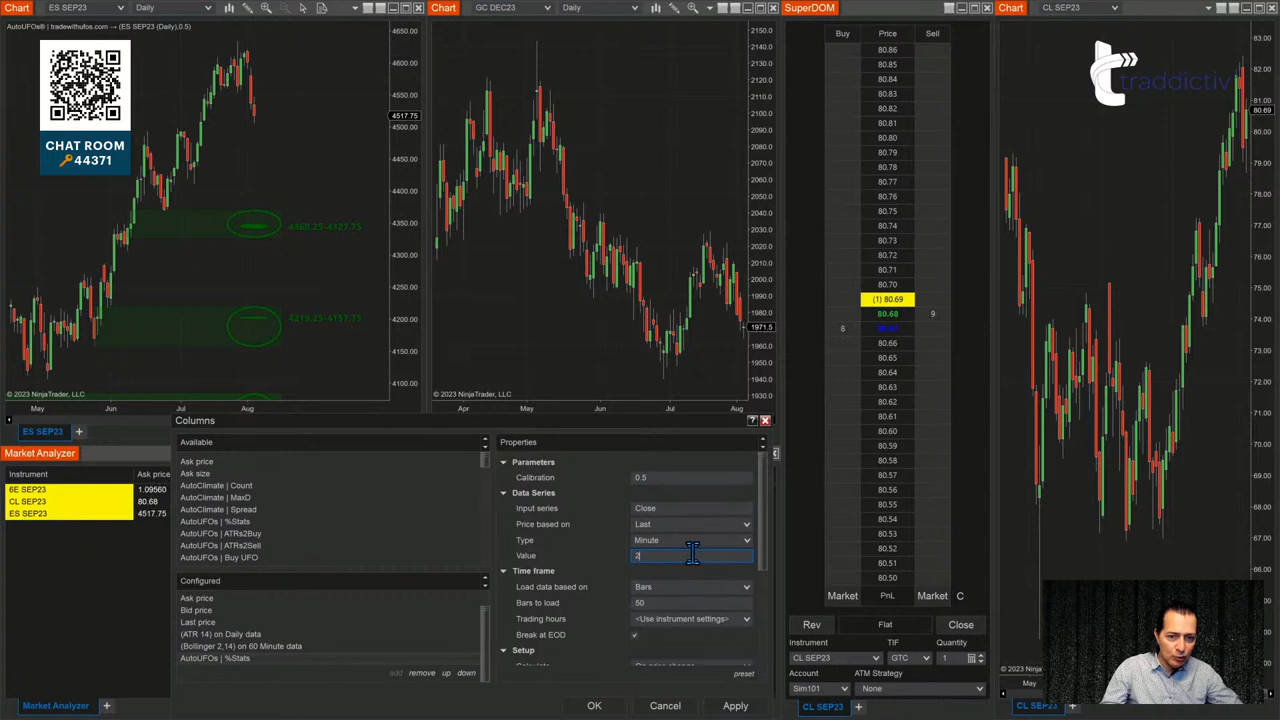 Chart
ES SEP23
Daily
Chart
GC DEC23
Daily
SuperDOM
Chart
CL SEP23
AutoUFOs® | tradewithufos.com → (ES SEP23 (Daily),0.5)
CHAT ROOM
44371
4650.00
4600.00
4550.00
4517.75
4500.00
4450.00
4400.00
4350.00
4300.00
4250.00
4200.00
4150.00
4100.00
4219.25-4157.75
© 2023 NinjaTrader, LLC
May
Jun
Jul
Aug
ES SEP23
+
2150.0
2140.0
2130.0
2120.0
2110.0
2100.0
2090.0
2080.0
2070.0
2060.0
2050.0
2040.0
2030.0
2020.0
2010.0
2000.0
1990.0
1980.0
1971.5
1960.0
1950.0
1940.0
1930.0
© 2023 NinjaTrader, LLC
Apr
May
Jun
Jul
Aug
Buy
Price
Sell
80.86
80.85
80.84
80.83
80.82
80.81
80.80
80.79
80.78
80.77
80.76
80.75
80.74
80.73
80.72
80.71
80.70
(1) 80.69
80.68
9
8
80.66
80.65
80.64
80.63
80.62
80.61
80.60
80.59
80.58
80.57
80.56
80.55
80.54
80.53
80.52
80.51
80.50
Market
PnL
Market
C
Rev
Flat
Close
Instrument
TIF
Quantity
CL SEP23
GTC
1
Account
ATM Strategy
Sim101
None
CL SEP23
+
traddictiv
83.00
82.00
81.00
80.69
79.00
78.00
77.00
76.00
75.00
74.00
73.00
72.00
71.00
70.00
69.00
68.00
67.00
66.00
May
CL SEP23
+
Market Analyzer
Instrument
Ask price
6E SEP23
1.09560
CL SEP23
80.68
ES SEP23
4517.75
Market Analyzer
+
Columns
?
Available
Ask price
Ask size
AutoClimate | Count
AutoClimate | MaxD
AutoClimate | Spread
AutoUFOs | %Stats
AutoUFOs | ATRs2Buy
AutoUFOs | ATRs2Sell
AutoUFOs | Buy UFO
Configured
Ask price
Bid price
Last price
(ATR 14) on Daily data
(Bollinger 2,14) on 60 Minute data
AutoUFOs | %Stats
add
remove
up
down
Properties
Parameters
Calibration
0.5
Data Series
Input series
Close
Price based on
Last
Type
Minute
Value
2
Time frame
Load data based on
Bars
Bars to load
50
Trading hours
<Use instrument settings>
Break at EOD
Setup
preset
OK
Cancel
Apply